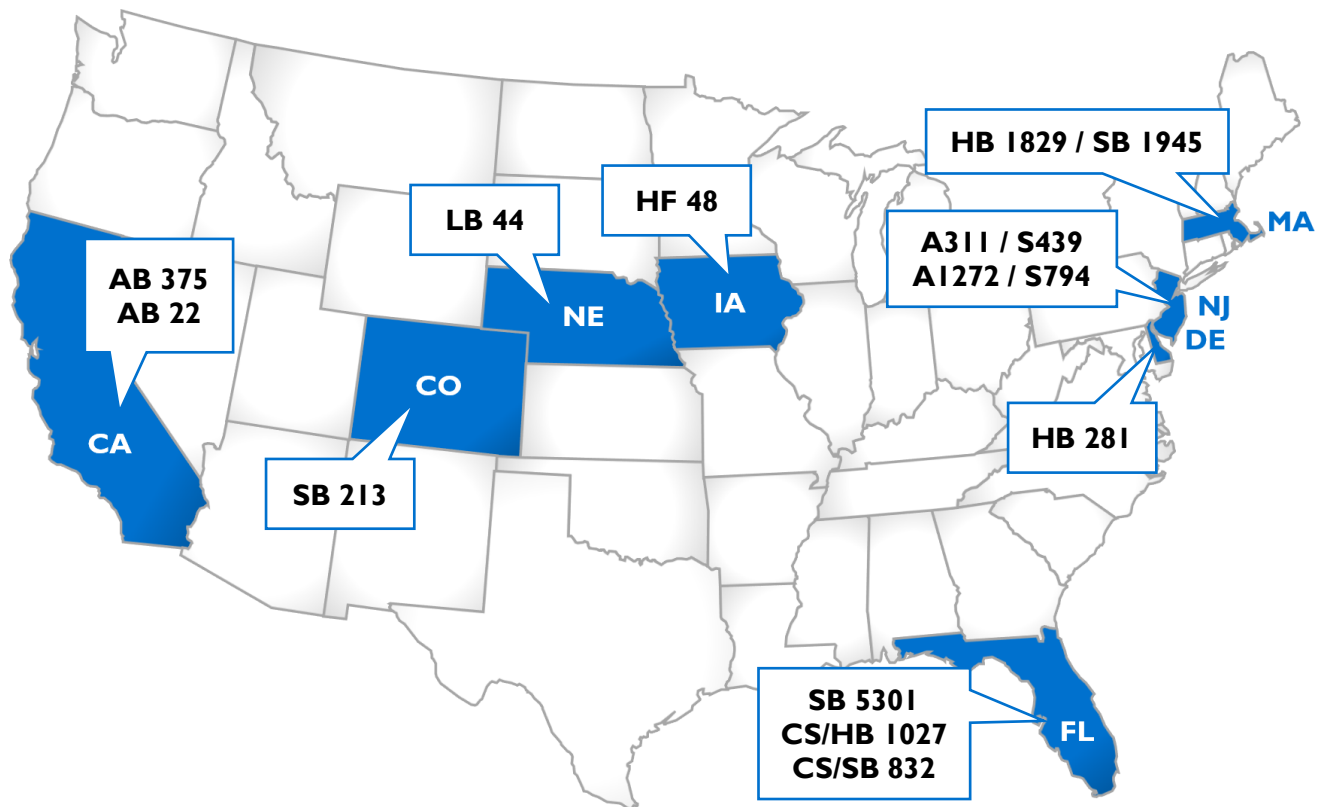 HB 1829 / SB 1945
MA
HF 48
LB 44
A311 / S439
A1272 / S794
AB 375
AB 22
NJ
DE
NE
IA
CO
CA
HB 281
SB 213
SB 5301
CS/HB 1027
CS/SB 832
FL